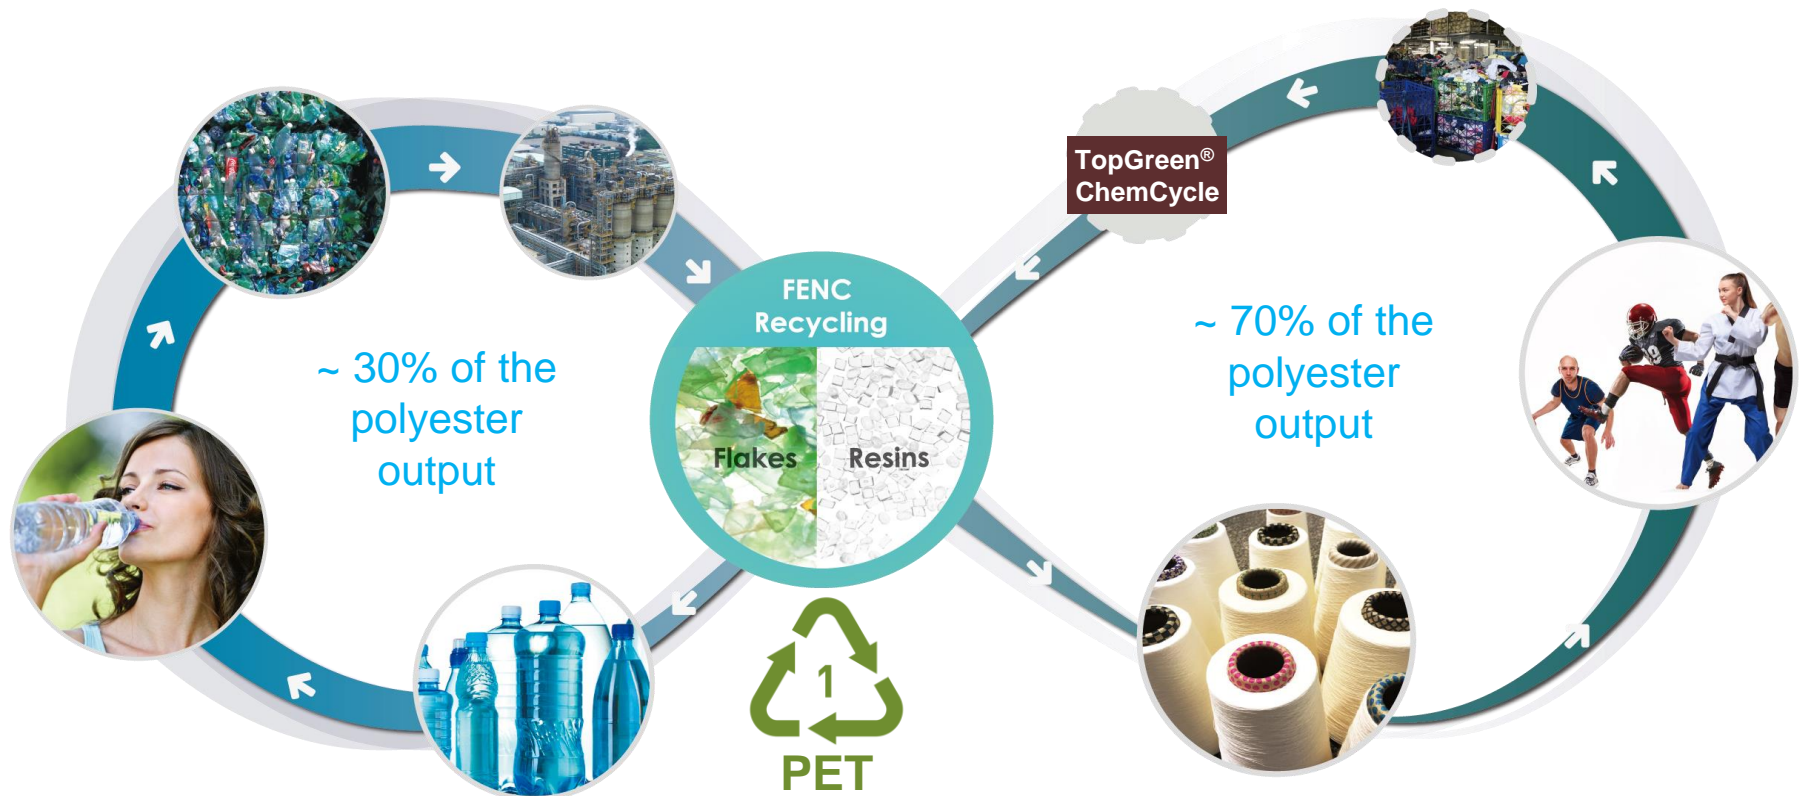 TopGreen®
ChemCycle
FENC
Recycling
Flakes
Resins
~ 30% of the
polyester
output
~ 70% of the
polyester
output
1
PET